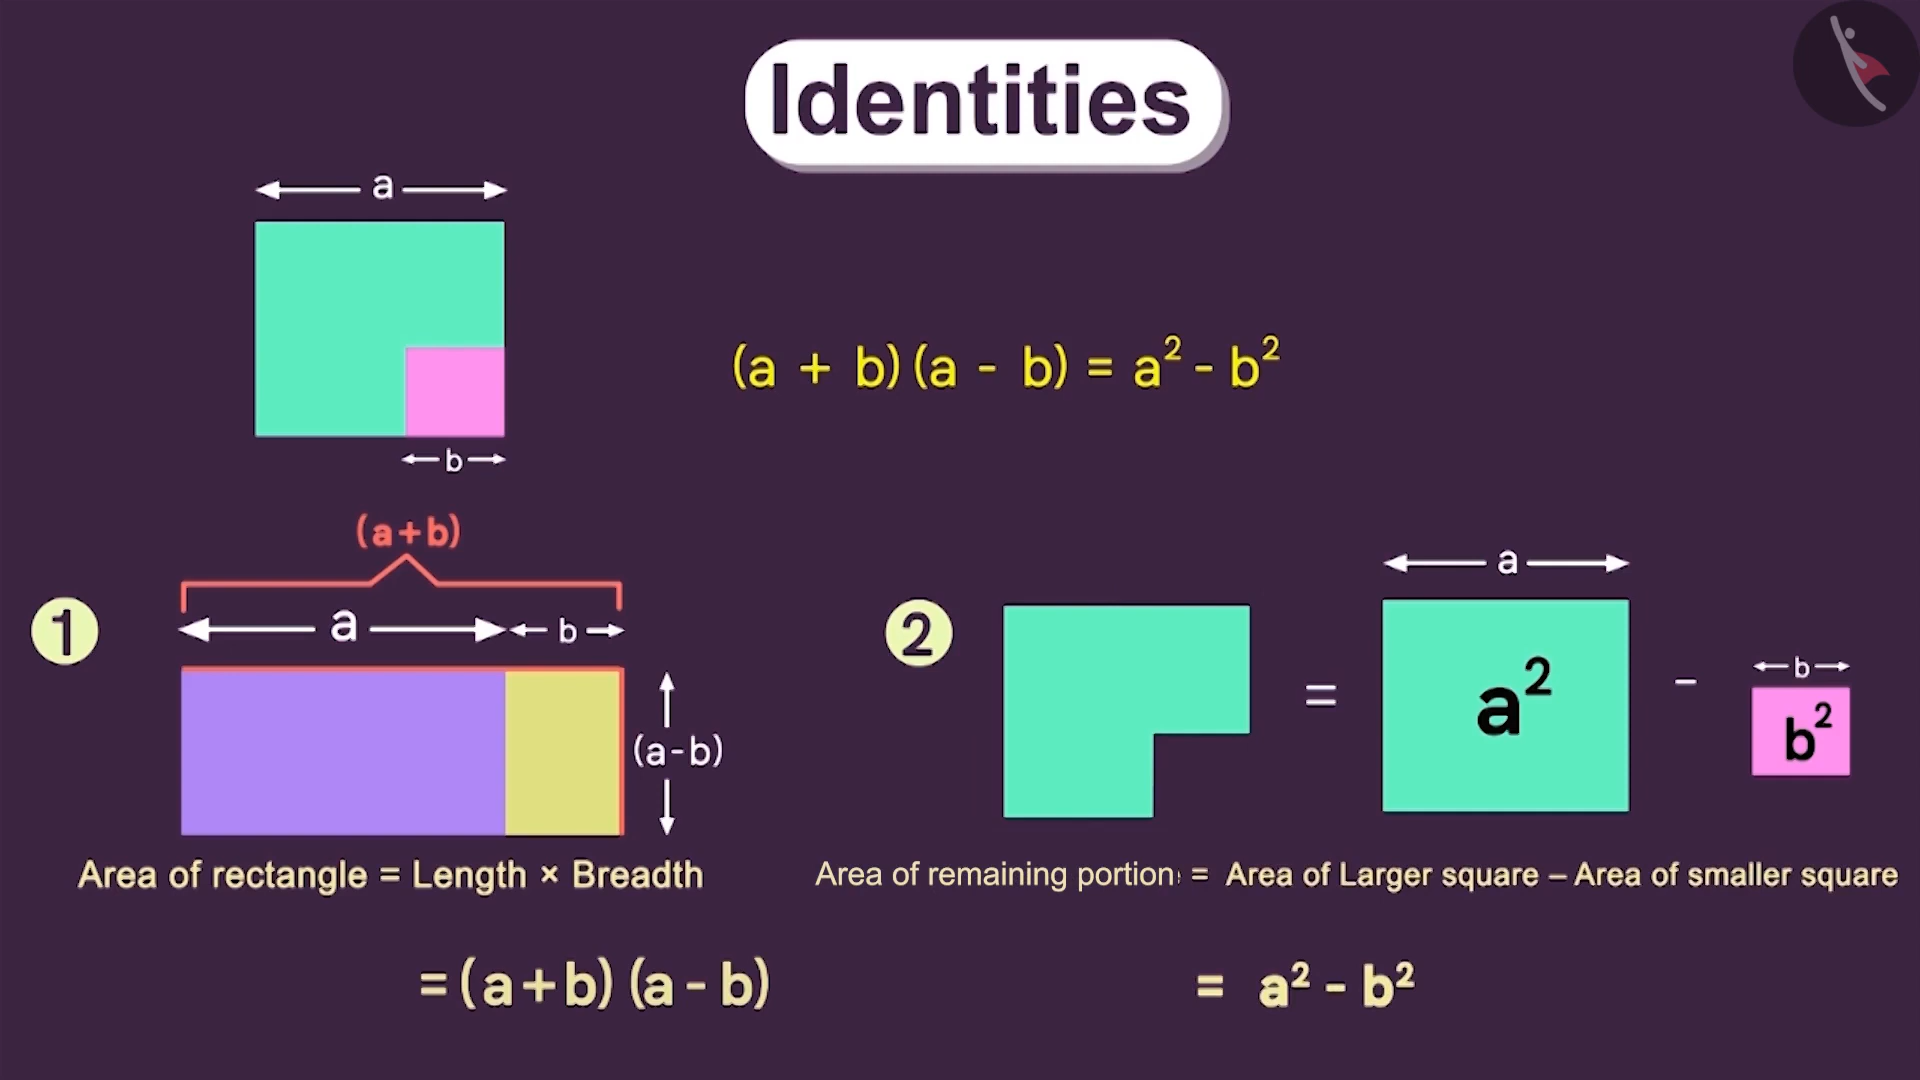 Identities
a
(a + b)(a - b) = a² - b²
b
(a+b)
1
a
b
(a-b)
Area of rectangle = Length × Breadth
= (a+b) (a - b)
2
=
a
a²
-
b
b²
Area of remaining portion = Area of Larger square – Area of smaller square
= a² - b²